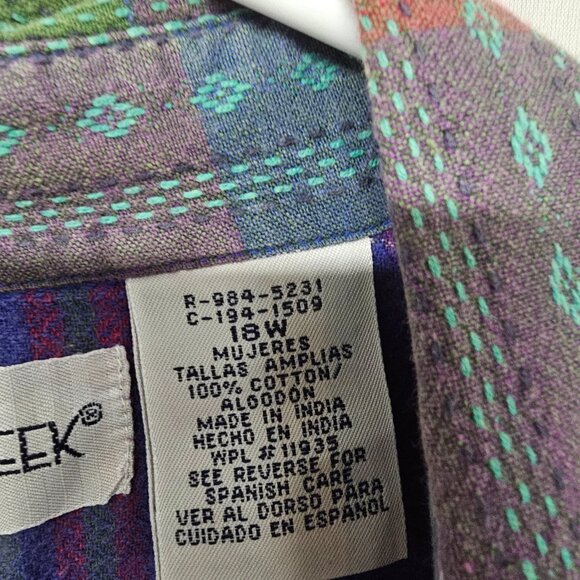 EEK®
R-984-5231
C-194-1509
18W
MUJERES
TALLAS AMPLIAS
100% COTTON/
ALGODON
MADE IN INDIA
HECHO EN INDIA
WPL #11935
SEE REVERSE FOR
SPANISH CARE
VER AL DORSO PARA
CUIDADO EN ESPAÑOL